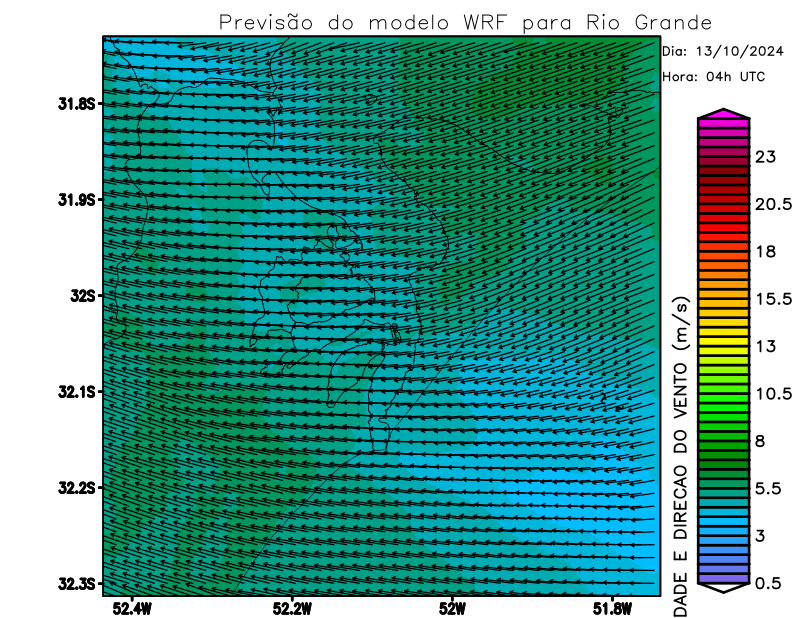 Previsão do modelo WRF para Rio Grande
Dia: 13/10/2024
Hora: 04h UTC
31.8S
31.9S
32S
32.1S
32.2S
32.3S
52.4W
52.2W
52W
51.8W
23
20.5
18
15.5
13
10.5
8
5.5
3
0.5
DADE E DIRECAO DO VENTO (m/s)